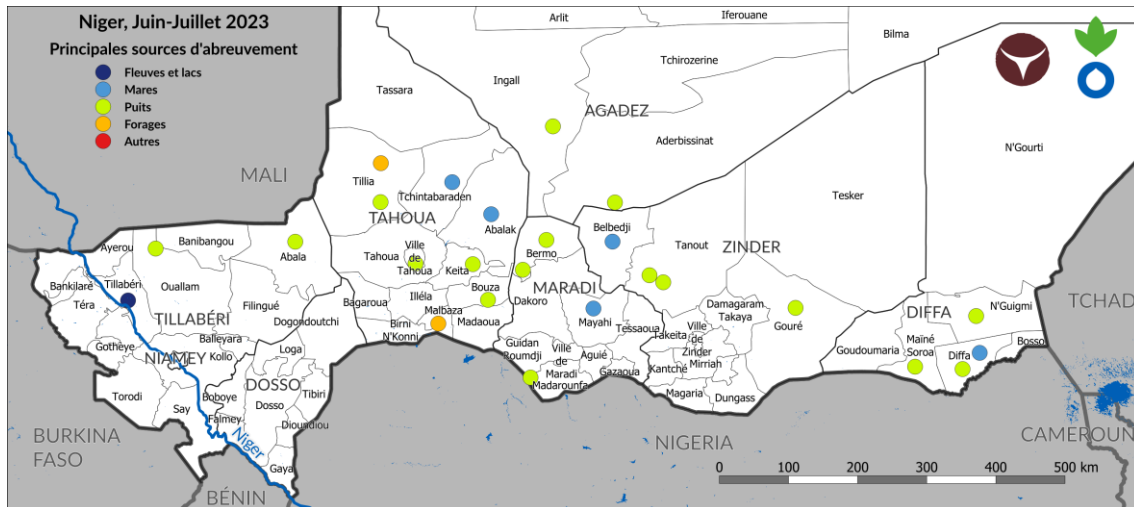 Niger, Juin-Juillet 2023
Principales sources d'abreuvement
Fleuves et lacs
Mares
Puits
Forages
Autres
Arlit
Iferouane
Bilma
Tchirozerine
Ingall
Tassara
AGADEZ
Aderbissinat
N'Gourti
MALI
Tillia
Tchintabaraden
Tesker
TAHOUA
Abalak
Belbedji
Tanout
ZINDER
Ayerou
Banibangou
Abala
Tahoua
Ville
de
Tahoua
Keita
Bermo
Bankilaré
Tillabéri
Ouallam
Bouza
MARADI
Téra
Filingué
Bagaroua
Illéla
Malbaza
Dakoro
Mayahi
Damagaram
Takaya
Gouré
DIFFA
N'Guigmi
TCHAD
TILLABÉRI
Dogondoutchi
Birni
N'Konni
Madaoua
Tessaoua
Takeita
Ville
de
Zinder
Mirriah
Goudoumaria
Maïné
Soroa
Diffa
Bosso
Gotheye
Balleyara
NIAMEY
Kollo
Loga
Guidan
Roumdji
Ville
de
Maradi
Madarounfa
Aguié
Gazaoua
Kantché
Magaria
Dungass
Torodi
Say
Boboye
DOSSO
Tibiri
Dosso
Falmey
Dioundiou
Gaya
Niger
BURKINA
FASO
BÉNIN
NIGERIA
CAMEROUN
0 100 200 300 400 500 km